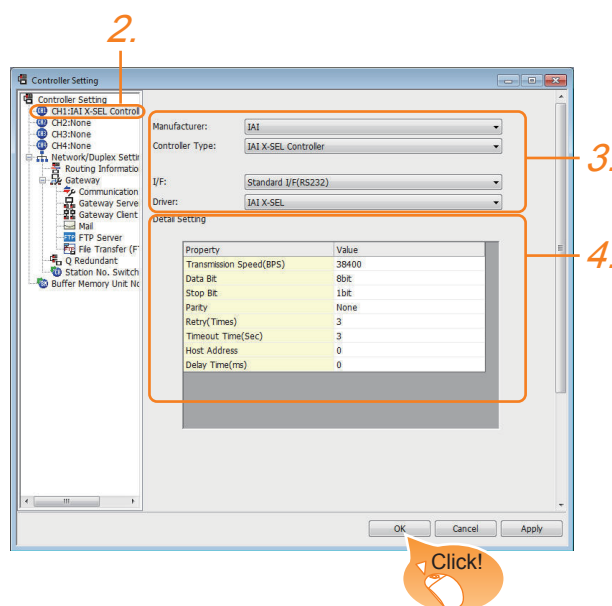 2.
Controller Setting
Controller Setting
CH1:IAI X-SEL Control
CH2:None
CH3:None
CH4:None
Network/Duplex Settin
Routing Informatio
Gateway
Communication
Gateway Serve
Gateway Client
Mail
FTP Server
File Transfer (F
Q Redundant
Station No. Switch
Buffer Memory Unit No
Manufacturer: IAI
Controller Type: IAI X-SEL Controller
I/F: Standard I/F(RS232)
Driver: IAI X-SEL
3.
Detail Setting
4.
Property Value
Transmission Speed(BPS) 38400
Data Bit 8bit
Stop Bit 1bit
Parity None
Retry(Times) 3
Timeout Time(Sec) 3
Host Address 0
Delay Time(ms) 0
OK Cancel Apply
Click!